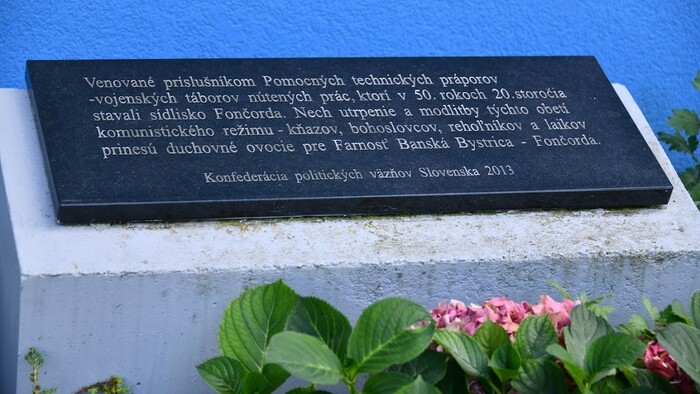 Venované príslušníkom Pomocných technických práporov
-vojenských táborov nútených prác, ktorí v 50. rokoch 20. storočia
stavali sídlisko Fončorda. Nech utrpenie a modlitby týchto obetí
komunistického režimu - kňazov, bohoslovcov, rehoľníkov a laikov
prinesú duchovné ovocie pre Farnosť Banská Bystrica - Fončorda.
Konfederácia politických väzňov Slovenska 2013